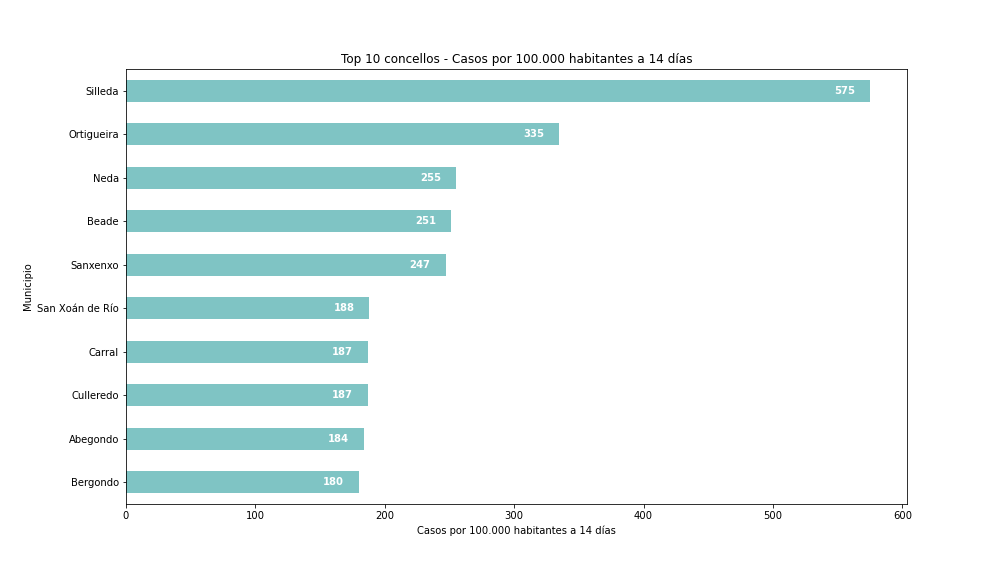 Top 10 concellos - Casos por 100.000 habitantes a 14 días
Municipio
Silleda 575
Ortigueira 335
Neda 255
Beade 251
Sanxenxo 247
San Xoán de Río 188
Carral 187
Culleredo 187
Abegondo 184
Bergondo 180
0 100 200 300 400 500 600
Casos por 100.000 habitantes a 14 días